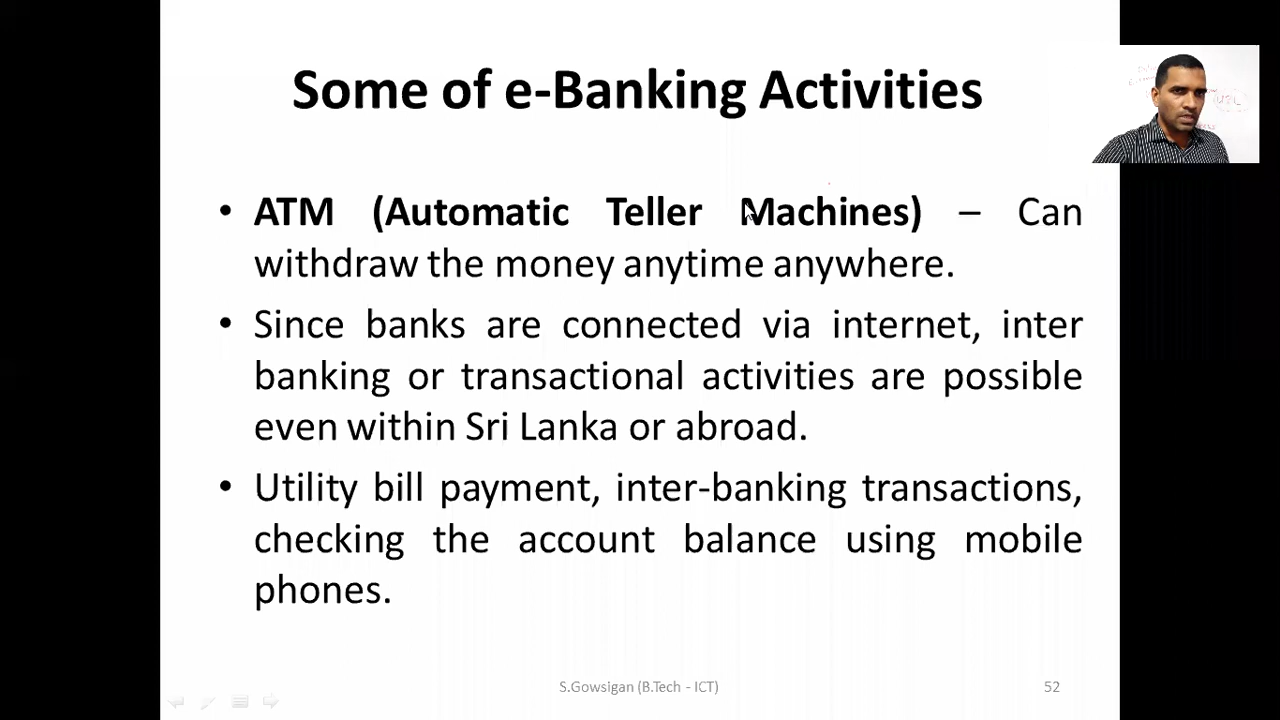 Some of e-Banking Activities
• ATM (Automatic Teller Machines) – Can
withdraw the money anytime anywhere.
• Since banks are connected via internet, inter
banking or transactional activities are possible
even within Sri Lanka or abroad.
• Utility bill payment, inter-banking transactions,
checking the account balance using mobile
phones.
S.Gowsigan (B.Tech - ICT)
52